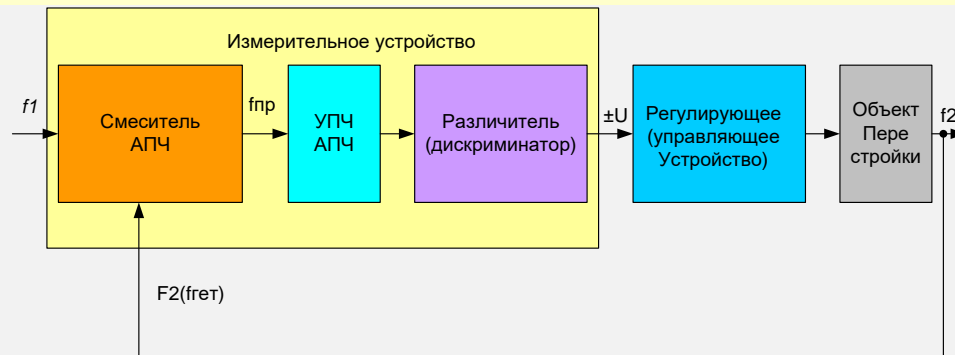 Измерительное устройство
f1
Смеситель
АПЧ
fпр
УПЧ
АПЧ
Различитель
(дискриминатор)
±U
Регулирующее
(управляющее
Устройство)
Объект
Пере
стройки
f2
F2(fгет)